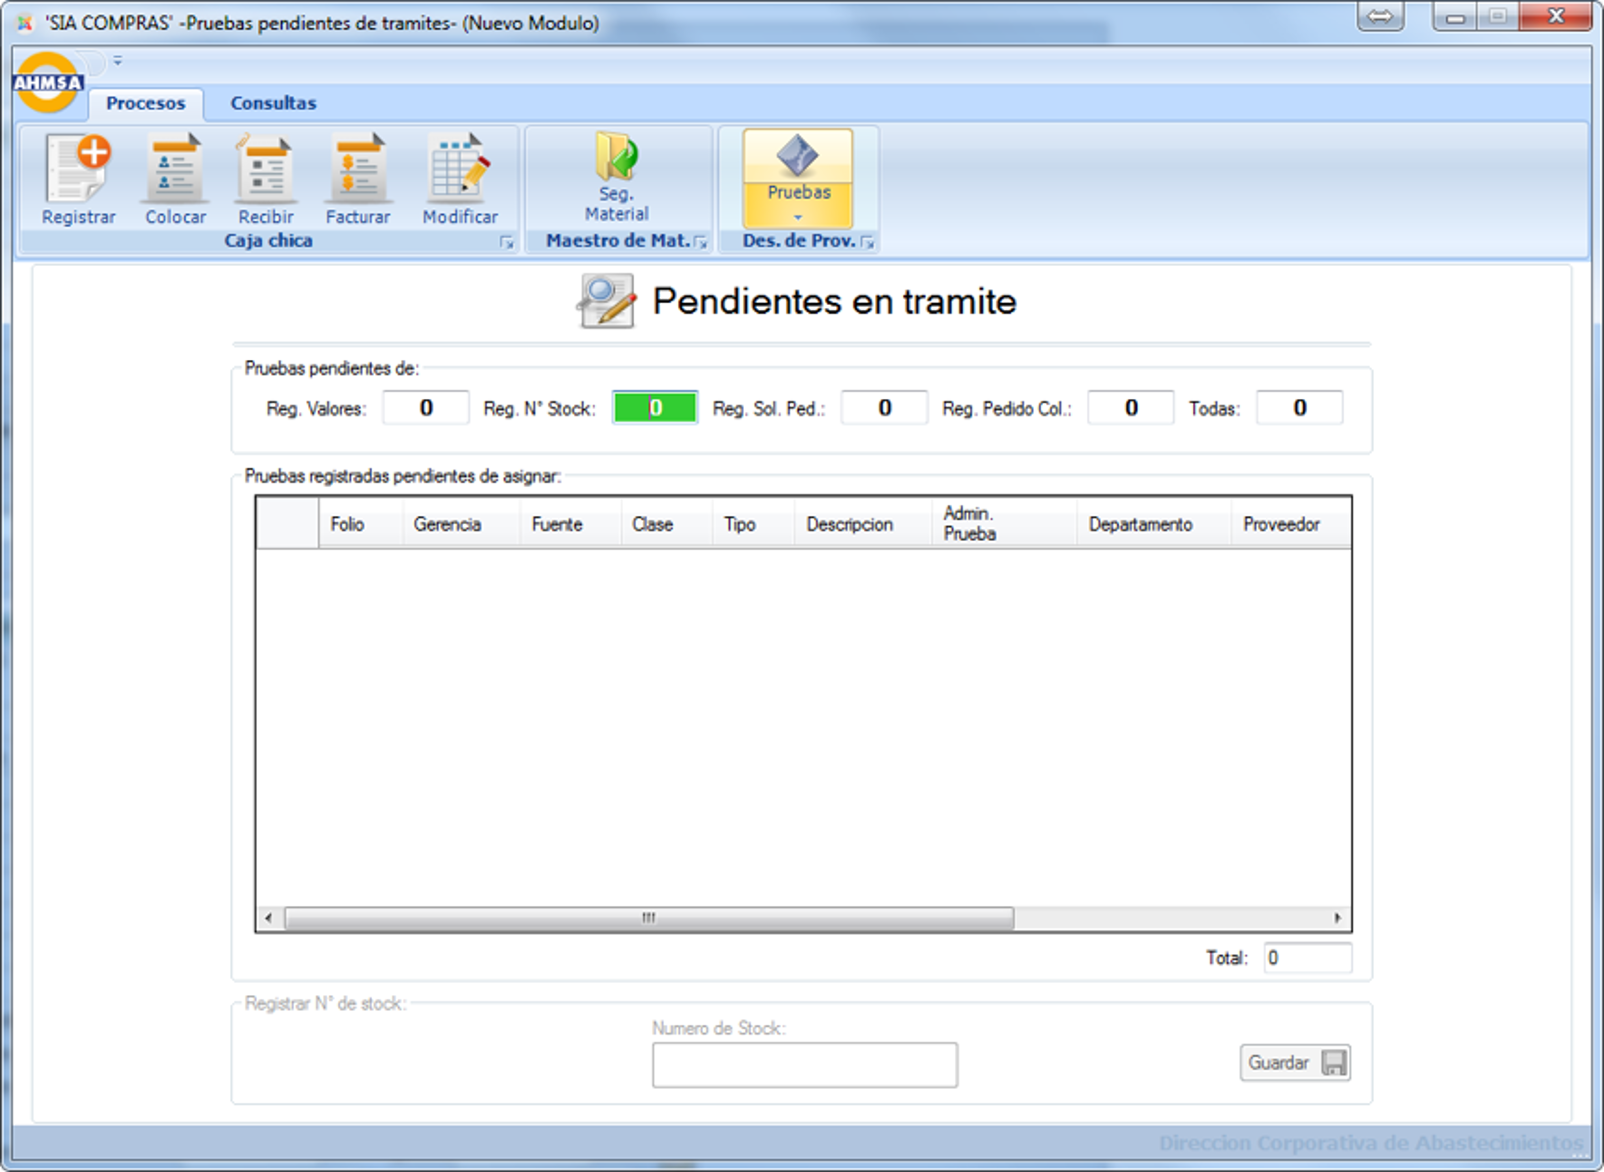 'SIA COMPRAS' -Pruebas pendientes de tramites- (Nuevo Modulo)
AHMSA
Procesos Consultas
Registrar Colocar Recibir Facturar Modificar
Caja chica
Seg.
Material
Maestro de Mat.
Pruebas
Des. de Prov.
Pendientes en tramite
Pruebas pendientes de:
Reg. Valores: 0 Reg. N° Stock: 0 Reg. Sol. Ped.: 0 Reg. Pedido Col.: 0 Todas: 0
Pruebas registradas pendientes de asignar:
Folio Gerencia Fuente Clase Tipo Descripcion Admin. Prueba Departamento Proveedor
Total: 0
Registrar N° de stock:
Numero de Stock:
Guardar
Direccion Corporativa de Abastecimientos